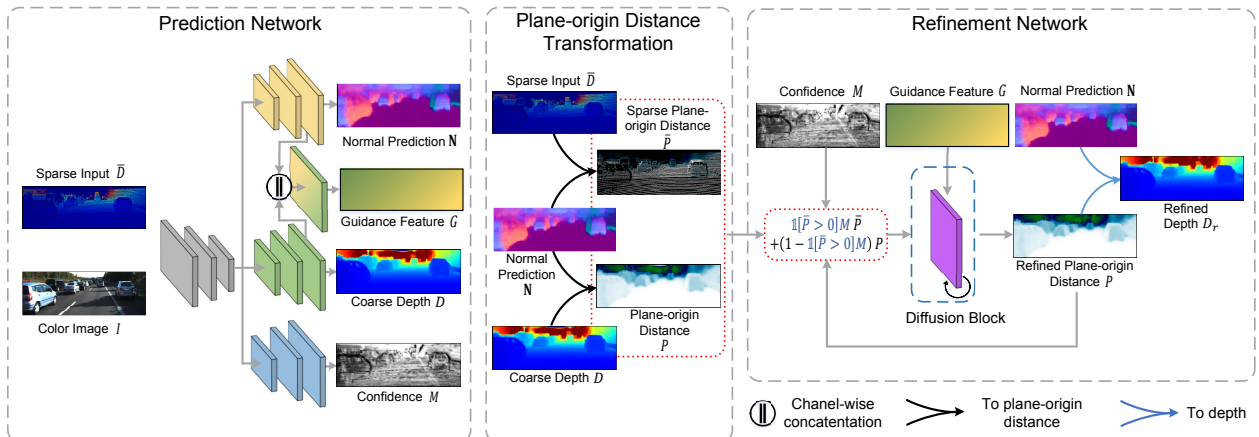 Prediction Network
Sparse Input D̄
Color Image I
Normal Prediction N
Guidance Feature G
Coarse Depth D
Confidence M
Plane-origin Distance
Transformation
Sparse Input D̄
Sparse Plane-
origin Distance
P̄
Normal
Prediction
N
Plane-origin
Distance
P
Coarse Depth D
Refinement Network
Confidence M
Guidance Feature G
Normal Prediction N
𝟙[P̄ > 0]M P̄
+(1 − 𝟙[P̄ > 0]M) P
Diffusion Block
Refined Plane-origin
Distance P
Refined
Depth D_r
Chanel-wise
concatentation
To plane-origin
distance
To depth